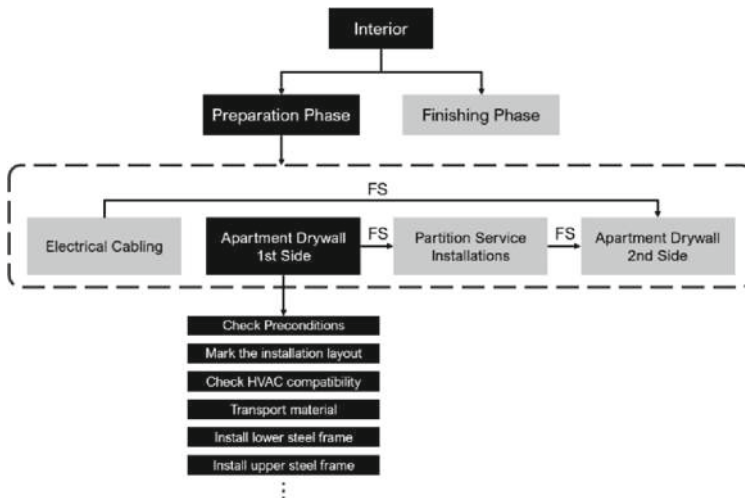 Interior
Preparation Phase
Finishing Phase
FS
Electrical Cabling
Apartment Drywall
1st Side
FS
Partition Service
Installations
FS
Apartment Drywall
2nd Side
Check Preconditions
Mark the installation layout
Check HVAC compatibility
Transport material
Install lower steel frame
Install upper steel frame